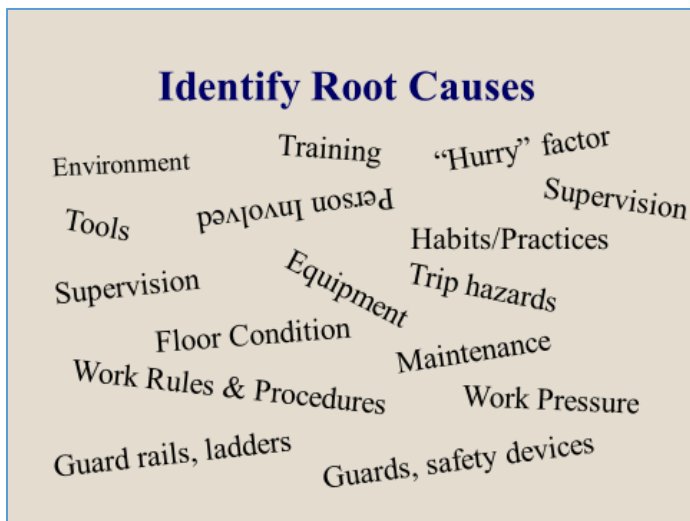 Identify Root Causes
Environment
Training
“Hurry” factor
Tools
Person Involved
Supervision
Habits/Practices
Supervision
Equipment
Trip hazards
Floor Condition
Maintenance
Work Rules & Procedures
Work Pressure
Guard rails, ladders
Guards, safety devices